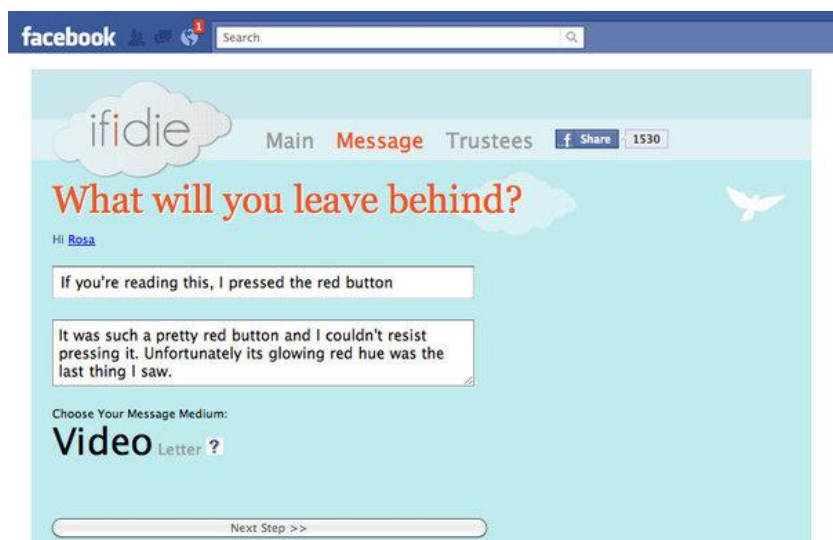 facebook 1 Search
ifidie Main Message Trustees f Share 1530
What will you leave behind?
Hi Rosa
If you're reading this, I pressed the red button
It was such a pretty red button and I couldn't resist
pressing it. Unfortunately its glowing red hue was the
last thing I saw.
Choose Your Message Medium:
Video Letter ?
Next Step >>